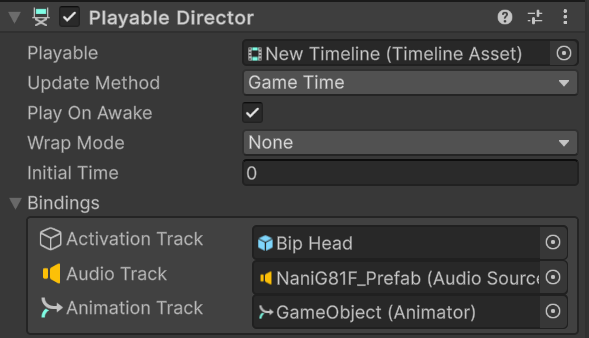 Playable Director
Playable New Timeline (Timeline Asset)
Update Method Game Time
Play On Awake
Wrap Mode None
Initial Time 0
Bindings
Activation Track Bip Head
Audio Track NaniG81F_Prefab (Audio Source
Animation Track GameObject (Animator)